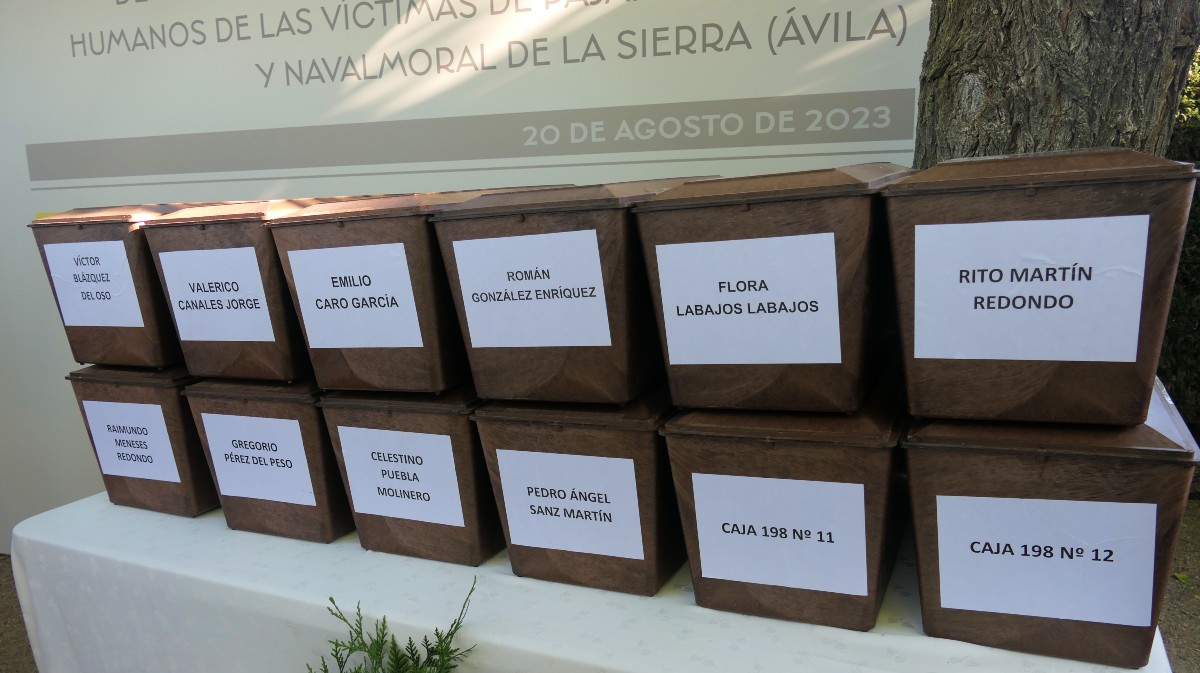 HUMANOS DE LAS VÍCTIMAS DE
Y NAVALMORAL DE LA SIERRA (ÁVILA)
20 DE AGOSTO DE 2023
VÍCTOR
BLÁZQUEZ
DEL OSO
VALERICO
CANALES JORGE
EMILIO
CARO GARCÍA
ROMÁN
GONZÁLEZ ENRÍQUEZ
FLORA
LABAJOS LABAJOS
RITO MARTÍN
REDONDO
RAIMUNDO
MENESES
REDONDO
GREGORIO
PÉREZ DEL PESO
CELESTINO
PUEBLA
MOLINERO
PEDRO ÁNGEL
SANZ MARTÍN
CAJA 198 Nº 11
CAJA 198 Nº 12